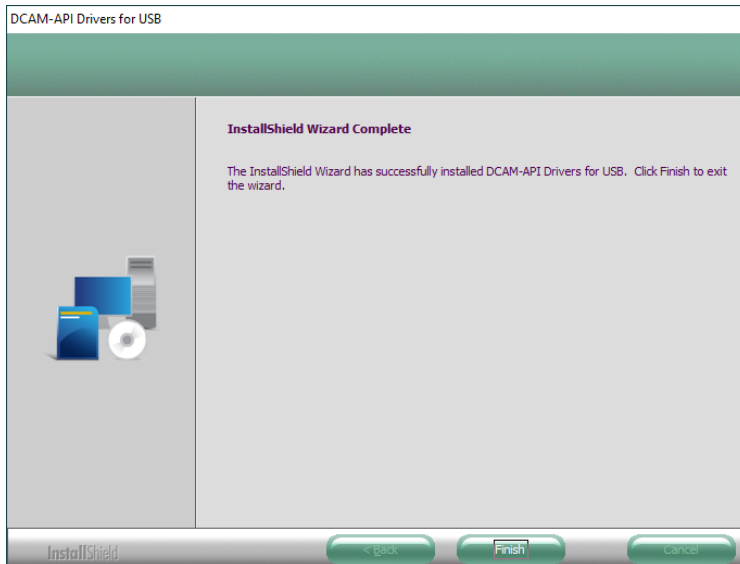 DCAM-API Drivers for USB
InstallShield Wizard Complete
The InstallShield Wizard has successfully installed DCAM-API Drivers for USB. Click Finish to exit
the wizard.
InstallShield
< Back
Finish
Cancel